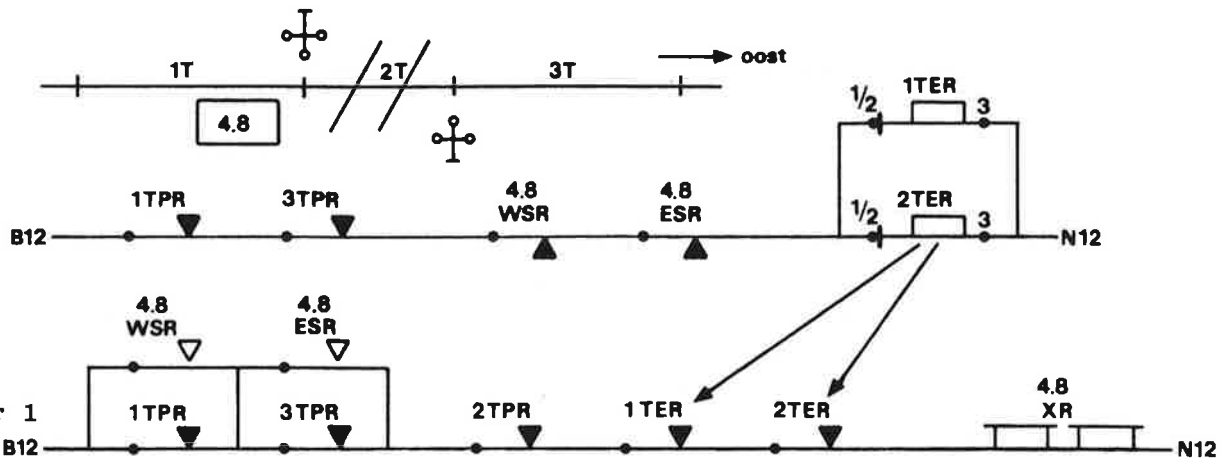 1T 2T 3T oost
4.8
1/2 1TER 3
1TPR 3TPR 4.8 WSR 4.8 ESR 1/2 2TER 3
B12 N12
4.8 WSR 4.8 ESR
1TPR 3TPR 2TPR 1TER 2TER 4.8 XR
r 1
B12 N12